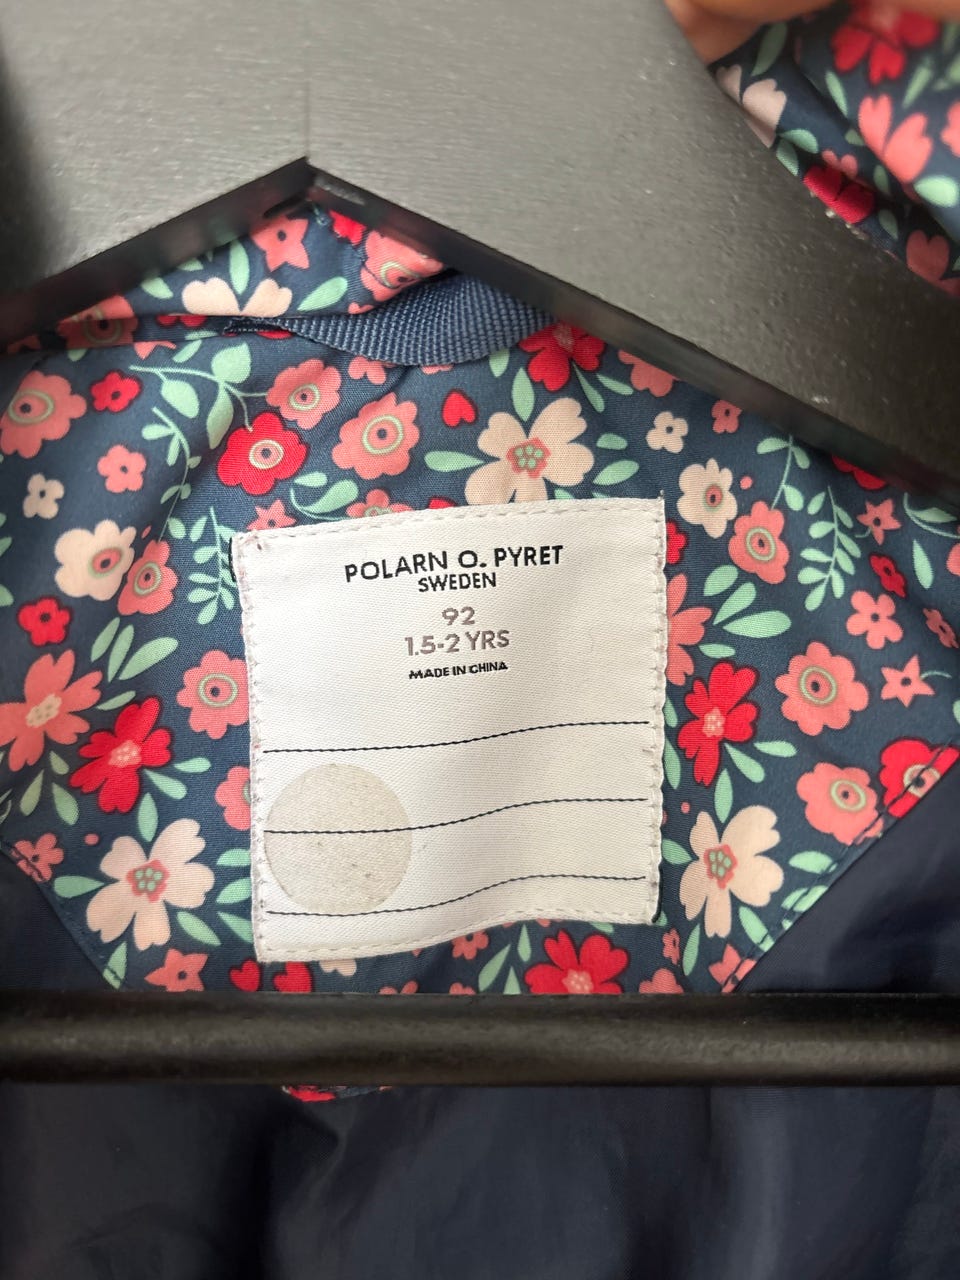 POLARN O. PYRET
SWEDEN
92
1.5-2 YRS
MADE IN CHINA